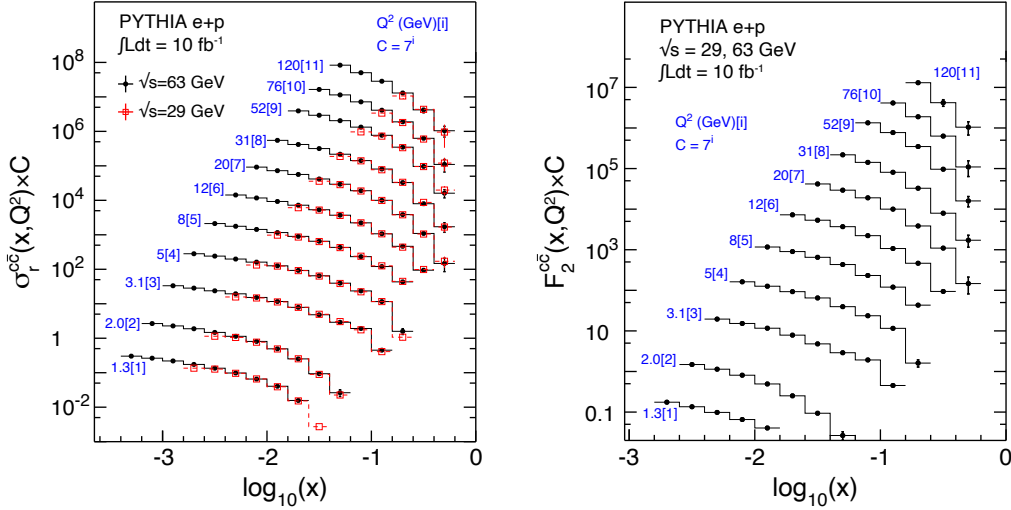 PYTHIA e+p
∫Ldt = 10 fb⁻¹
√s=63 GeV
√s=29 GeV
Q² (GeV)[i]
C = 7ⁱ
120[11]
76[10]
52[9]
31[8]
20[7]
12[6]
8[5]
5[4]
3.1[3]
2.0[2]
1.3[1]
10⁸
10⁶
10⁴
10²
1
10⁻²
σᵣᶜᶜ̄(x,Q²)×C
-3
-2
-1
0
log₁₀(x)
PYTHIA e+p
√s = 29, 63 GeV
∫Ldt = 10 fb⁻¹
Q² (GeV)[i]
C = 7ⁱ
120[11]
76[10]
52[9]
31[8]
20[7]
12[6]
8[5]
5[4]
3.1[3]
2.0[2]
1.3[1]
10⁷
10⁵
10³
10
0.1
F₂ᶜᶜ̄(x,Q²)×C
-3
-2
-1
0
log₁₀(x)